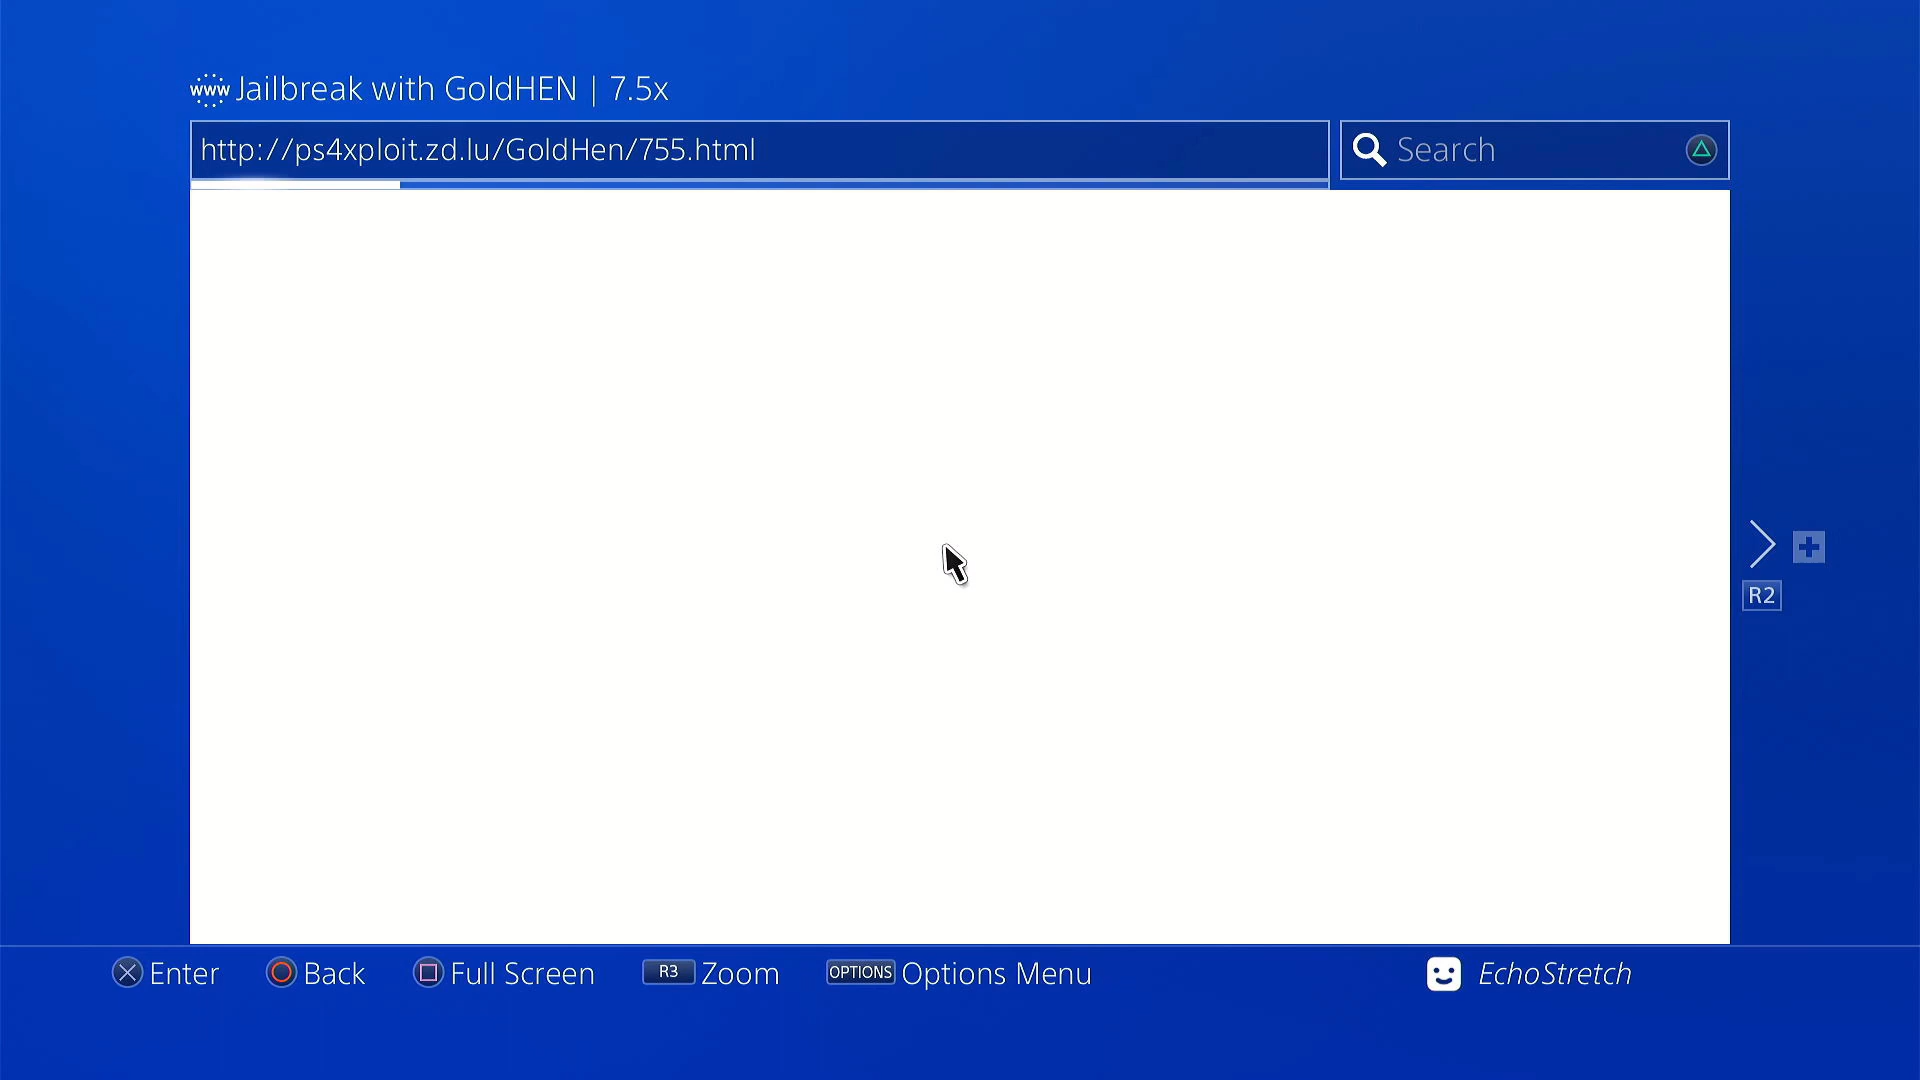 www Jailbreak with GoldHEN | 7.5x
http://ps4xploit.zd.lu/GoldHen/755.html
Search
R2
Enter
Back
Full Screen
R3 Zoom
OPTIONS Options Menu
EchoStretch